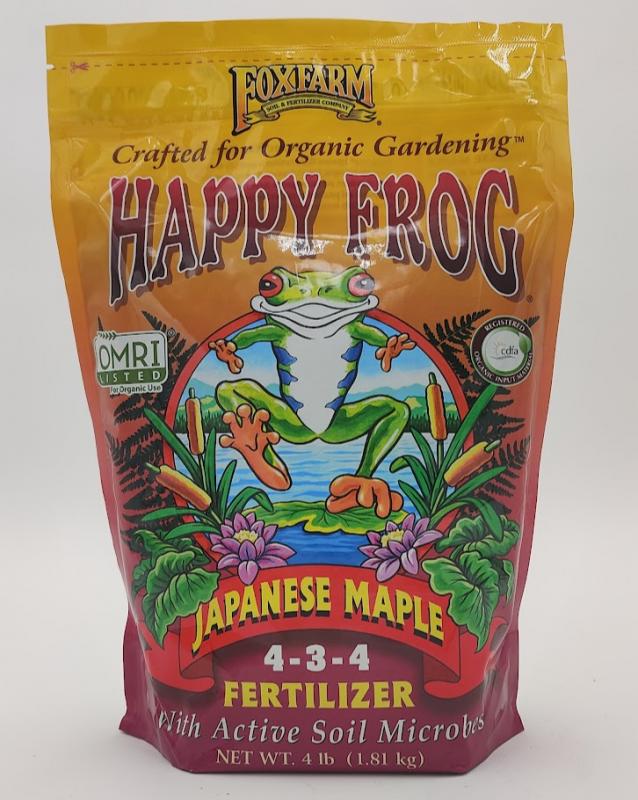 FOXFARM
SOIL & FERTILIZER COMPANY
Crafted for Organic Gardening™
HAPPY FROG®
OMRI®
LISTED
For Organic Use
REGISTERED
cdfa
ORGANIC INPUT MATERIAL
JAPANESE MAPLE
4-3-4
FERTILIZER
With Active Soil Microbes
NET WT. 4 lb (1.81 kg)